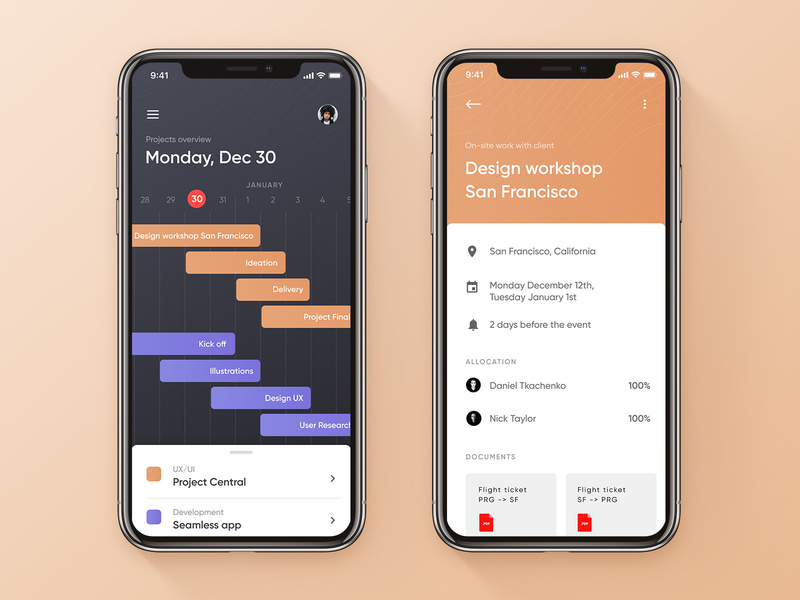 9:41
Projects overview
Monday, Dec 30
JANUARY
28 29 30 31 1 2 3 4 5
Design workshop San Francisco
Ideation
Delivery
Project Final
Kick off
Illustrations
Design UX
User Research
UX/UI
Project Central
Development
Seamless app
9:41
On-site work with client
Design workshop
San Francisco
San Francisco, California
Monday December 12th,
Tuesday January 1st
2 days before the event
ALLOCATION
Daniel Tkachenko 100%
Nick Taylor 100%
DOCUMENTS
Flight ticket
PRG -> SF
PDF
Flight ticket
SF -> PRG
PDF